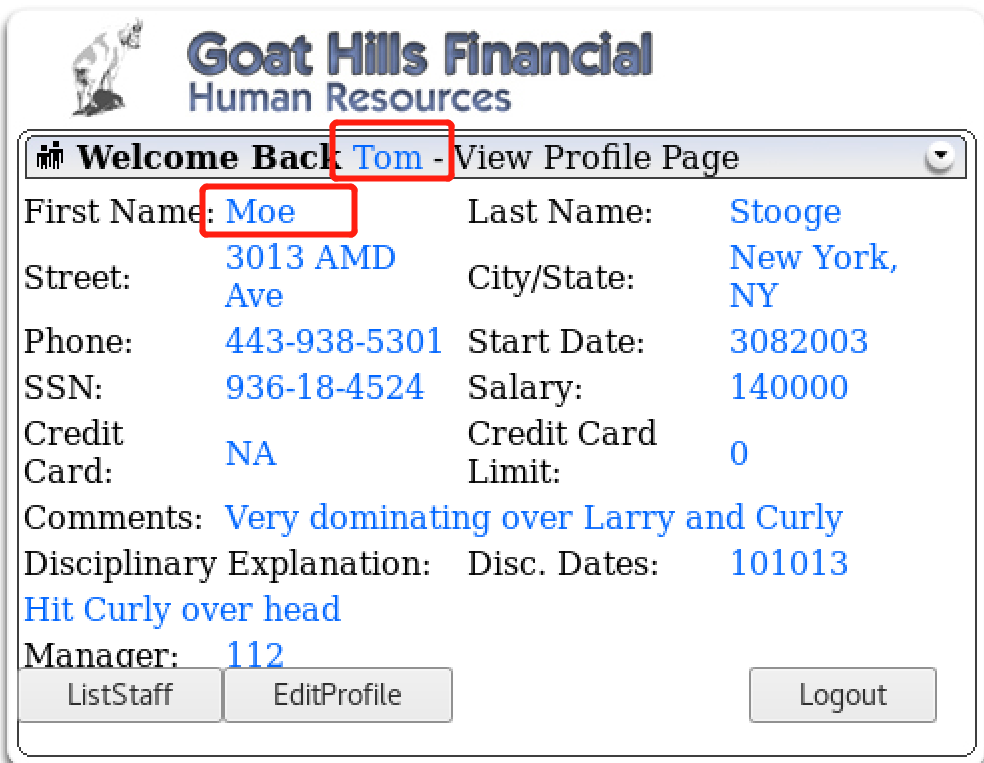 Goat Hills Financial
Human Resources
Welcome Back Tom - View Profile Page
First Name: Moe Last Name: Stooge
Street: 3013 AMD Ave City/State: New York, NY
Phone: 443-938-5301 Start Date: 3082003
SSN: 936-18-4524 Salary: 140000
Credit Card: NA Credit Card Limit: 0
Comments: Very dominating over Larry and Curly
Disciplinary Explanation: Disc. Dates: 101013
Hit Curly over head
Manager: 112
ListStaff EditProfile Logout